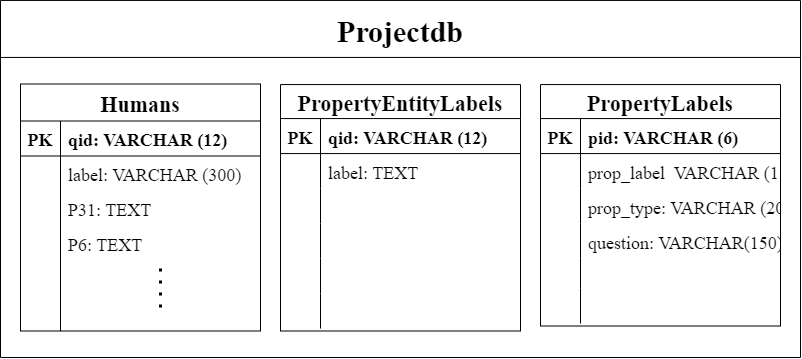 Projectdb
Humans
PK qid: VARCHAR (12)
label: VARCHAR (300)
P31: TEXT
P6: TEXT
PropertyEntityLabels
PK qid: VARCHAR (12)
label: TEXT
PropertyLabels
PK pid: VARCHAR (6)
prop_label VARCHAR (1
prop_type: VARCHAR (20
question: VARCHAR(150)